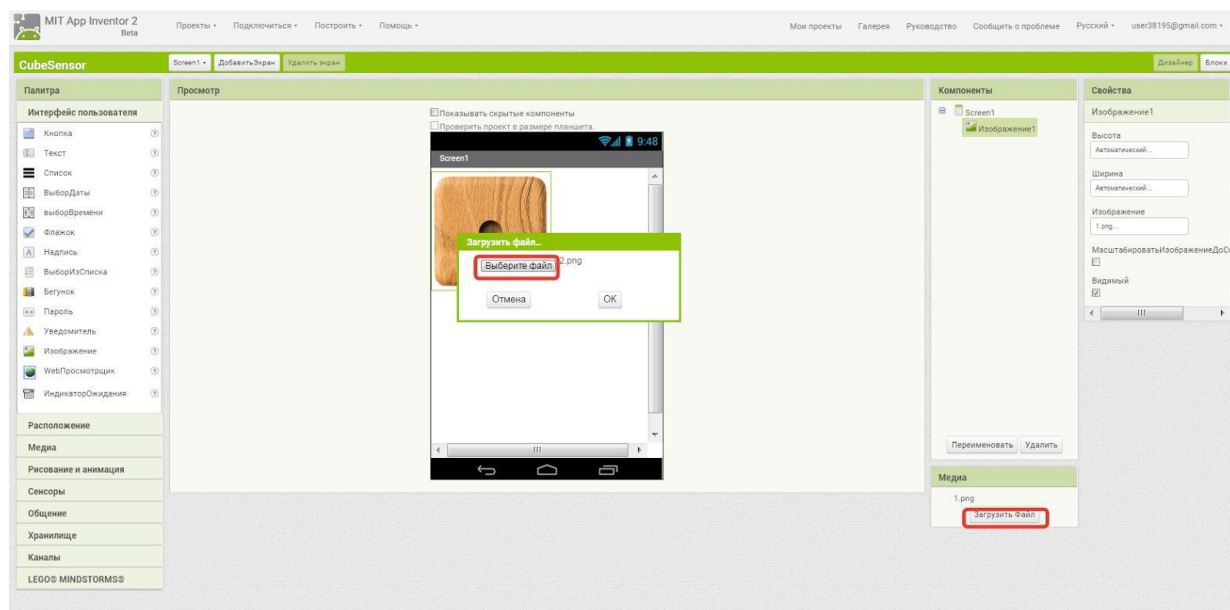 MIT App Inventor 2
Beta
Проекты
Подключиться
Построить
Помощь
Мои проекты
Галерея
Руководство
Сообщить о проблеме
Русский
user38195@gmail.com
CubeSensor
Screen1
ДобавитьЭкран
Удалить экран
Дизайнер
Блоки
Палитра
Интерфейс пользователя
Кнопка
Текст
Список
ВыборДаты
выборВремени
Флажок
Надпись
ВыборИзСписка
Бегунок
Пароль
Уведомитель
Изображение
WebПросмотрщик
ИндикаторОжидания
Расположение
Медиа
Рисование и анимация
Сенсоры
Общение
Хранилище
Каналы
LEGO® MINDSTORMS®
Просмотр
Показывать скрытые компоненты
Проверить проект в размере планшета.
9:48
Screen1
Загрузить файл...
Выберите файл 2.png
Отмена
OK
Компоненты
Screen1
Изображение1
Переименовать
Удалить
Медиа
1.png
Загрузить Файл
Свойства
Изображение1
Высота
Автоматический...
Ширина
Автоматический...
Изображение
1.png...
МасштабироватьИзображениеДоСо
Видимый